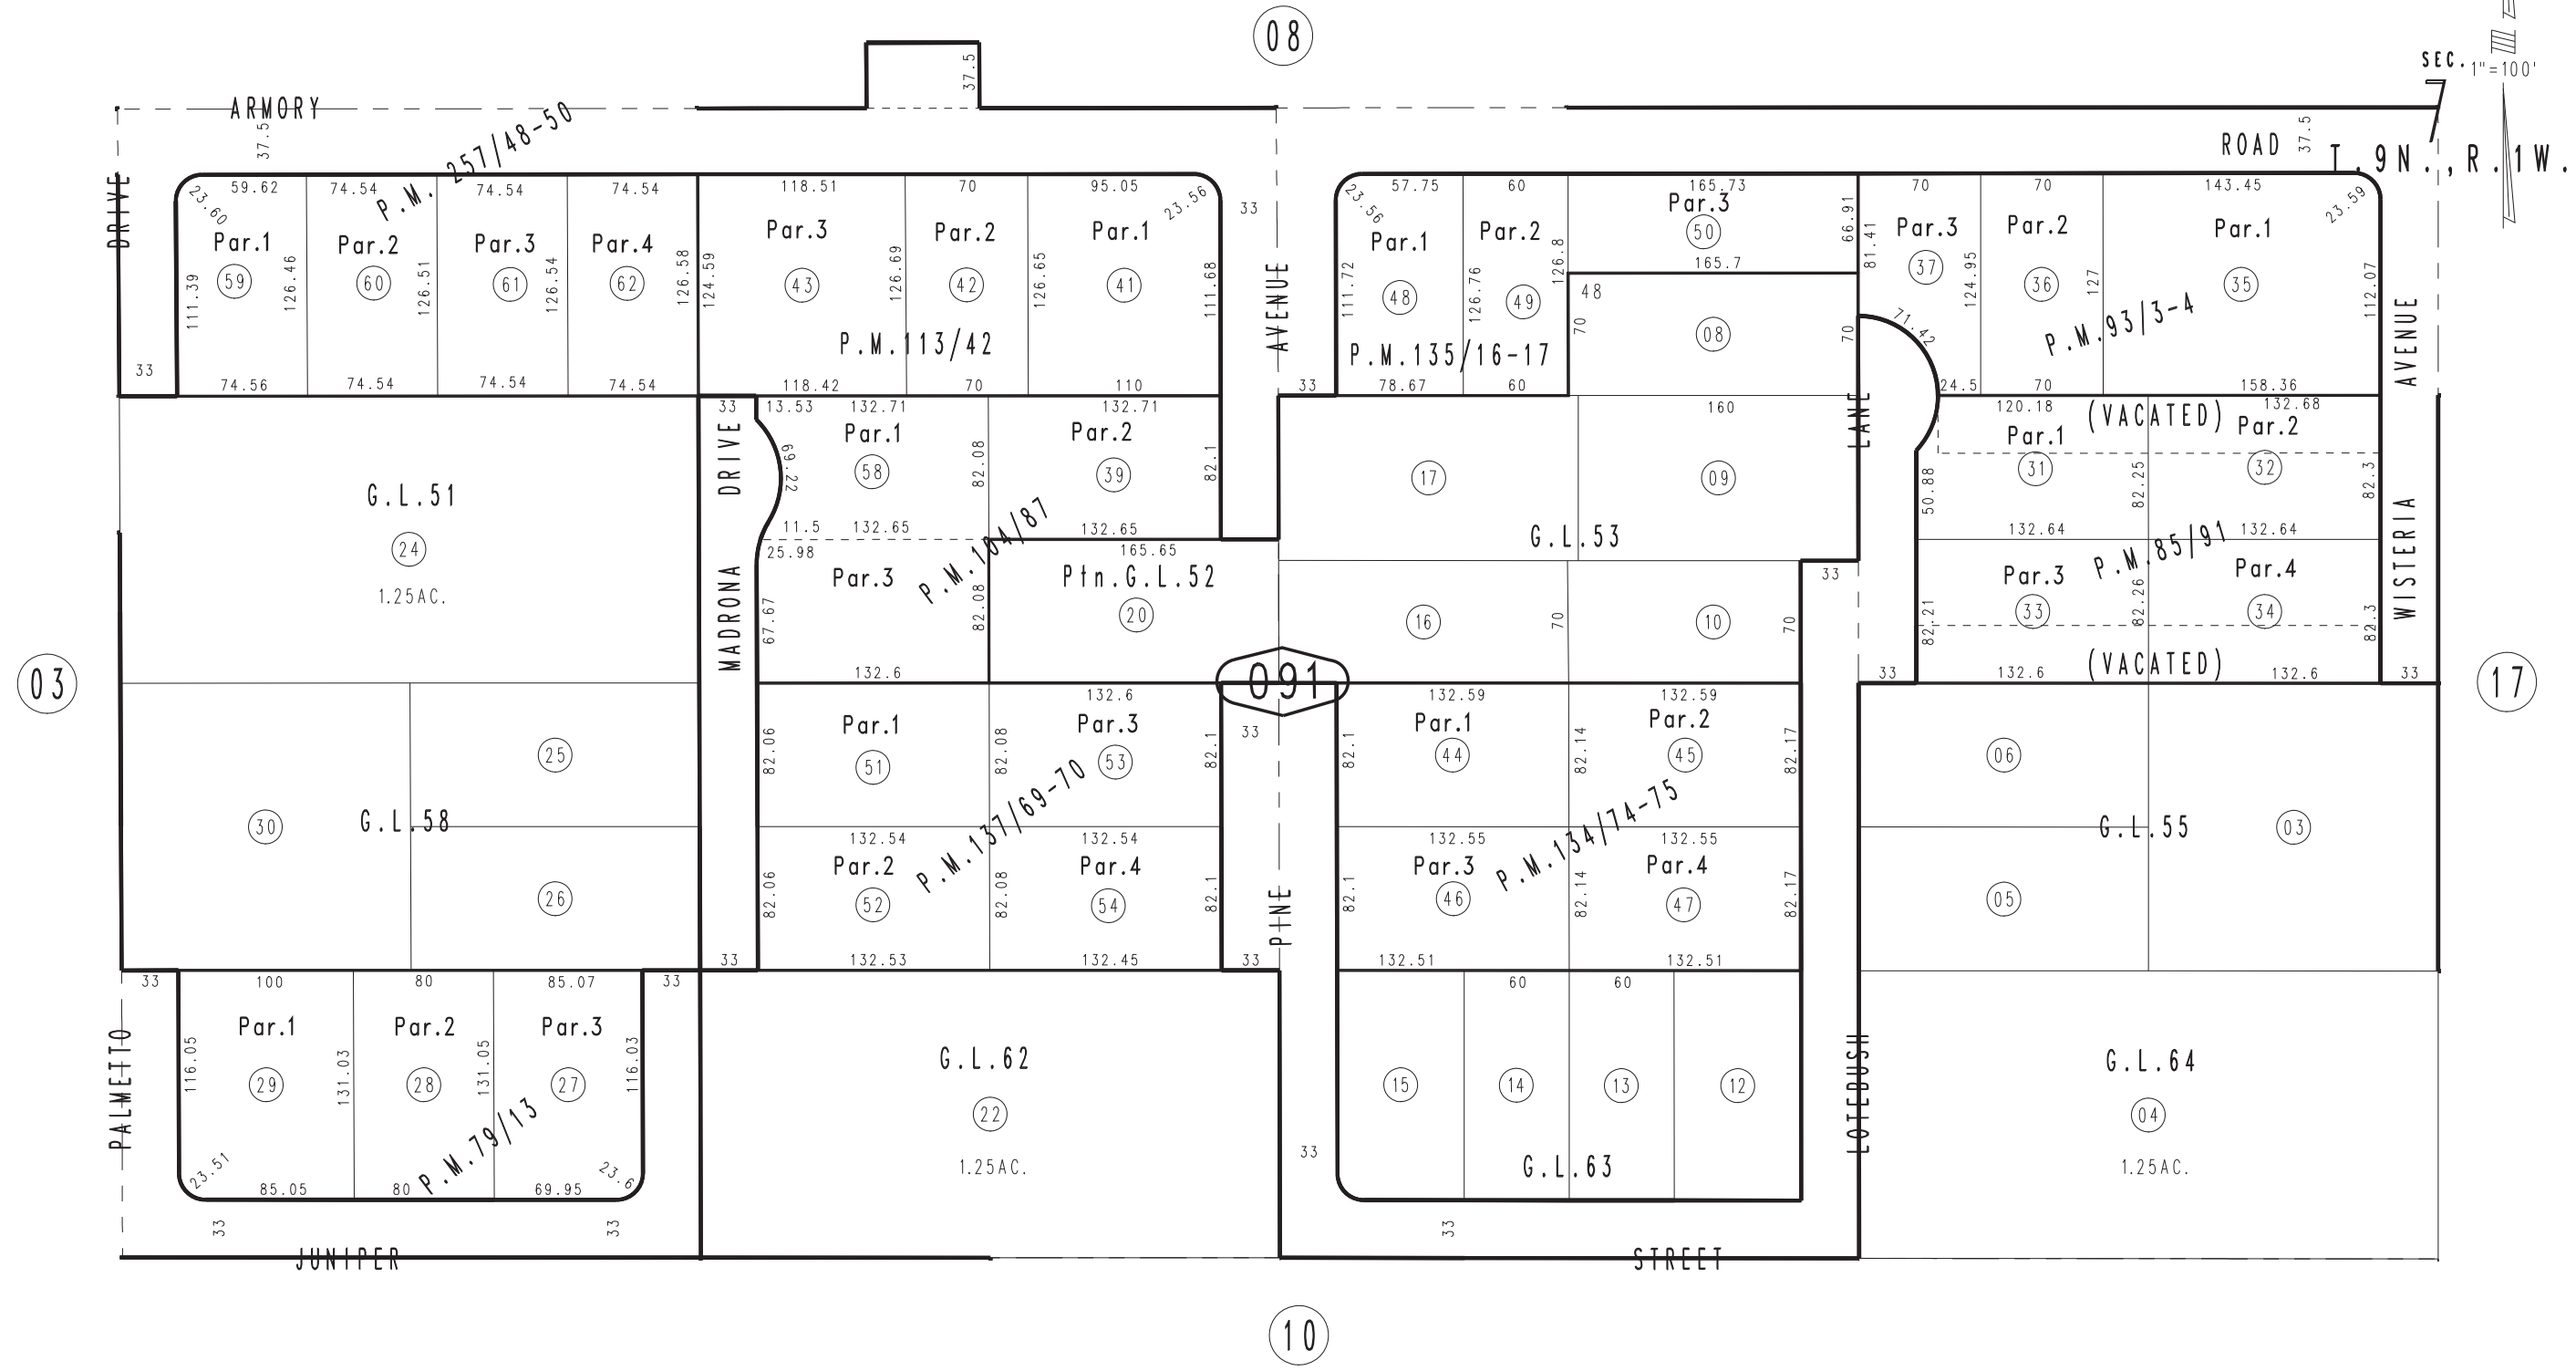 08
SEC. 7
1"=100'
T.9N.,R.1W.
ARMORY
ROAD
37.5
37.5
37.5
P.M. 257/48-50
DRIVE
33
23.60
59.62
74.54
74.54
74.54
Par.1
59
Par.2
60
Par.3
61
Par.4
62
111.39
126.46
126.51
126.54
126.58
74.56
74.54
74.54
74.54
118.51
70
95.05
23.56
Par.3
43
Par.2
42
Par.1
41
124.59
126.69
126.65
111.68
P.M.113/42
118.42
70
110
33
AVENUE
33
23.56
57.75
60
165.73
Par.1
48
Par.2
49
Par.3
50
111.72
126.76
126.8
66.91
165.7
48
70
08
70
P.M.135/16-17
78.67
60
70
70
143.45
23.59
81.41
Par.3
37
Par.2
36
Par.1
35
124.95
127
112.07
71.42
P.M.93/3-4
24.5
70
158.36
AVENUE
G.L.51
24
1.25AC.
33
DRIVE
MADRONA
13.53
132.71
132.71
Par.1
58
Par.2
39
69.22
82.08
82.1
11.5
132.65
132.65
25.98
165.65
P.M.104/87
Par.3
Ptn.G.L.52
20
67.67
82.08
132.6
160
17
09
G.L.53
16
70
10
70
33
LANE
120.18
(VACATED)
132.68
Par.1
31
Par.2
32
50.88
82.25
82.3
132.64
132.64
P.M.85/91
Par.3
33
Par.4
34
82.21
82.26
82.3
(VACATED)
33
132.6
132.6
33
WISTERIA
03
091
17
30
25
G.L.58
26
132.6
Par.1
51
Par.3
53
82.06
82.08
82.1
132.54
132.54
P.M.137/69-70
Par.2
52
Par.4
54
82.06
82.08
82.1
33
132.53
132.45
33
33
PINE
132.59
132.59
Par.1
44
Par.2
45
82.1
82.14
82.17
132.55
132.55
P.M.134/74-75
Par.3
46
Par.4
47
82.1
82.14
82.17
132.51
132.51
06
G.L.55
03
05
33
100
80
85.07
33
PALMETO
Par.1
29
Par.2
28
Par.3
27
116.05
131.03
131.05
116.03
P.M.79/13
23.51
85.05
80
69.95
23.6
33
33
G.L.62
22
1.25AC.
60
60
15
14
13
12
G.L.63
33
33
LOTEBUSH
G.L.64
04
1.25AC.
JUNIPER
STREET
10